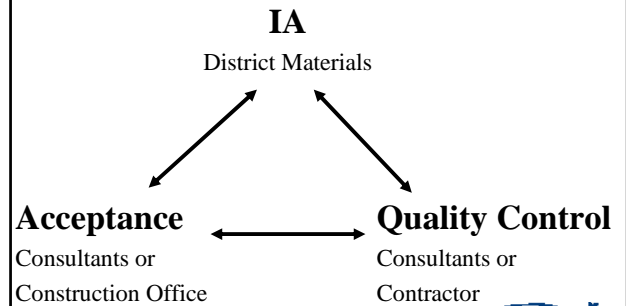 IA
District Materials
Acceptance
Consultants or
Construction Office
Quality Control
Consultants or
Contractor